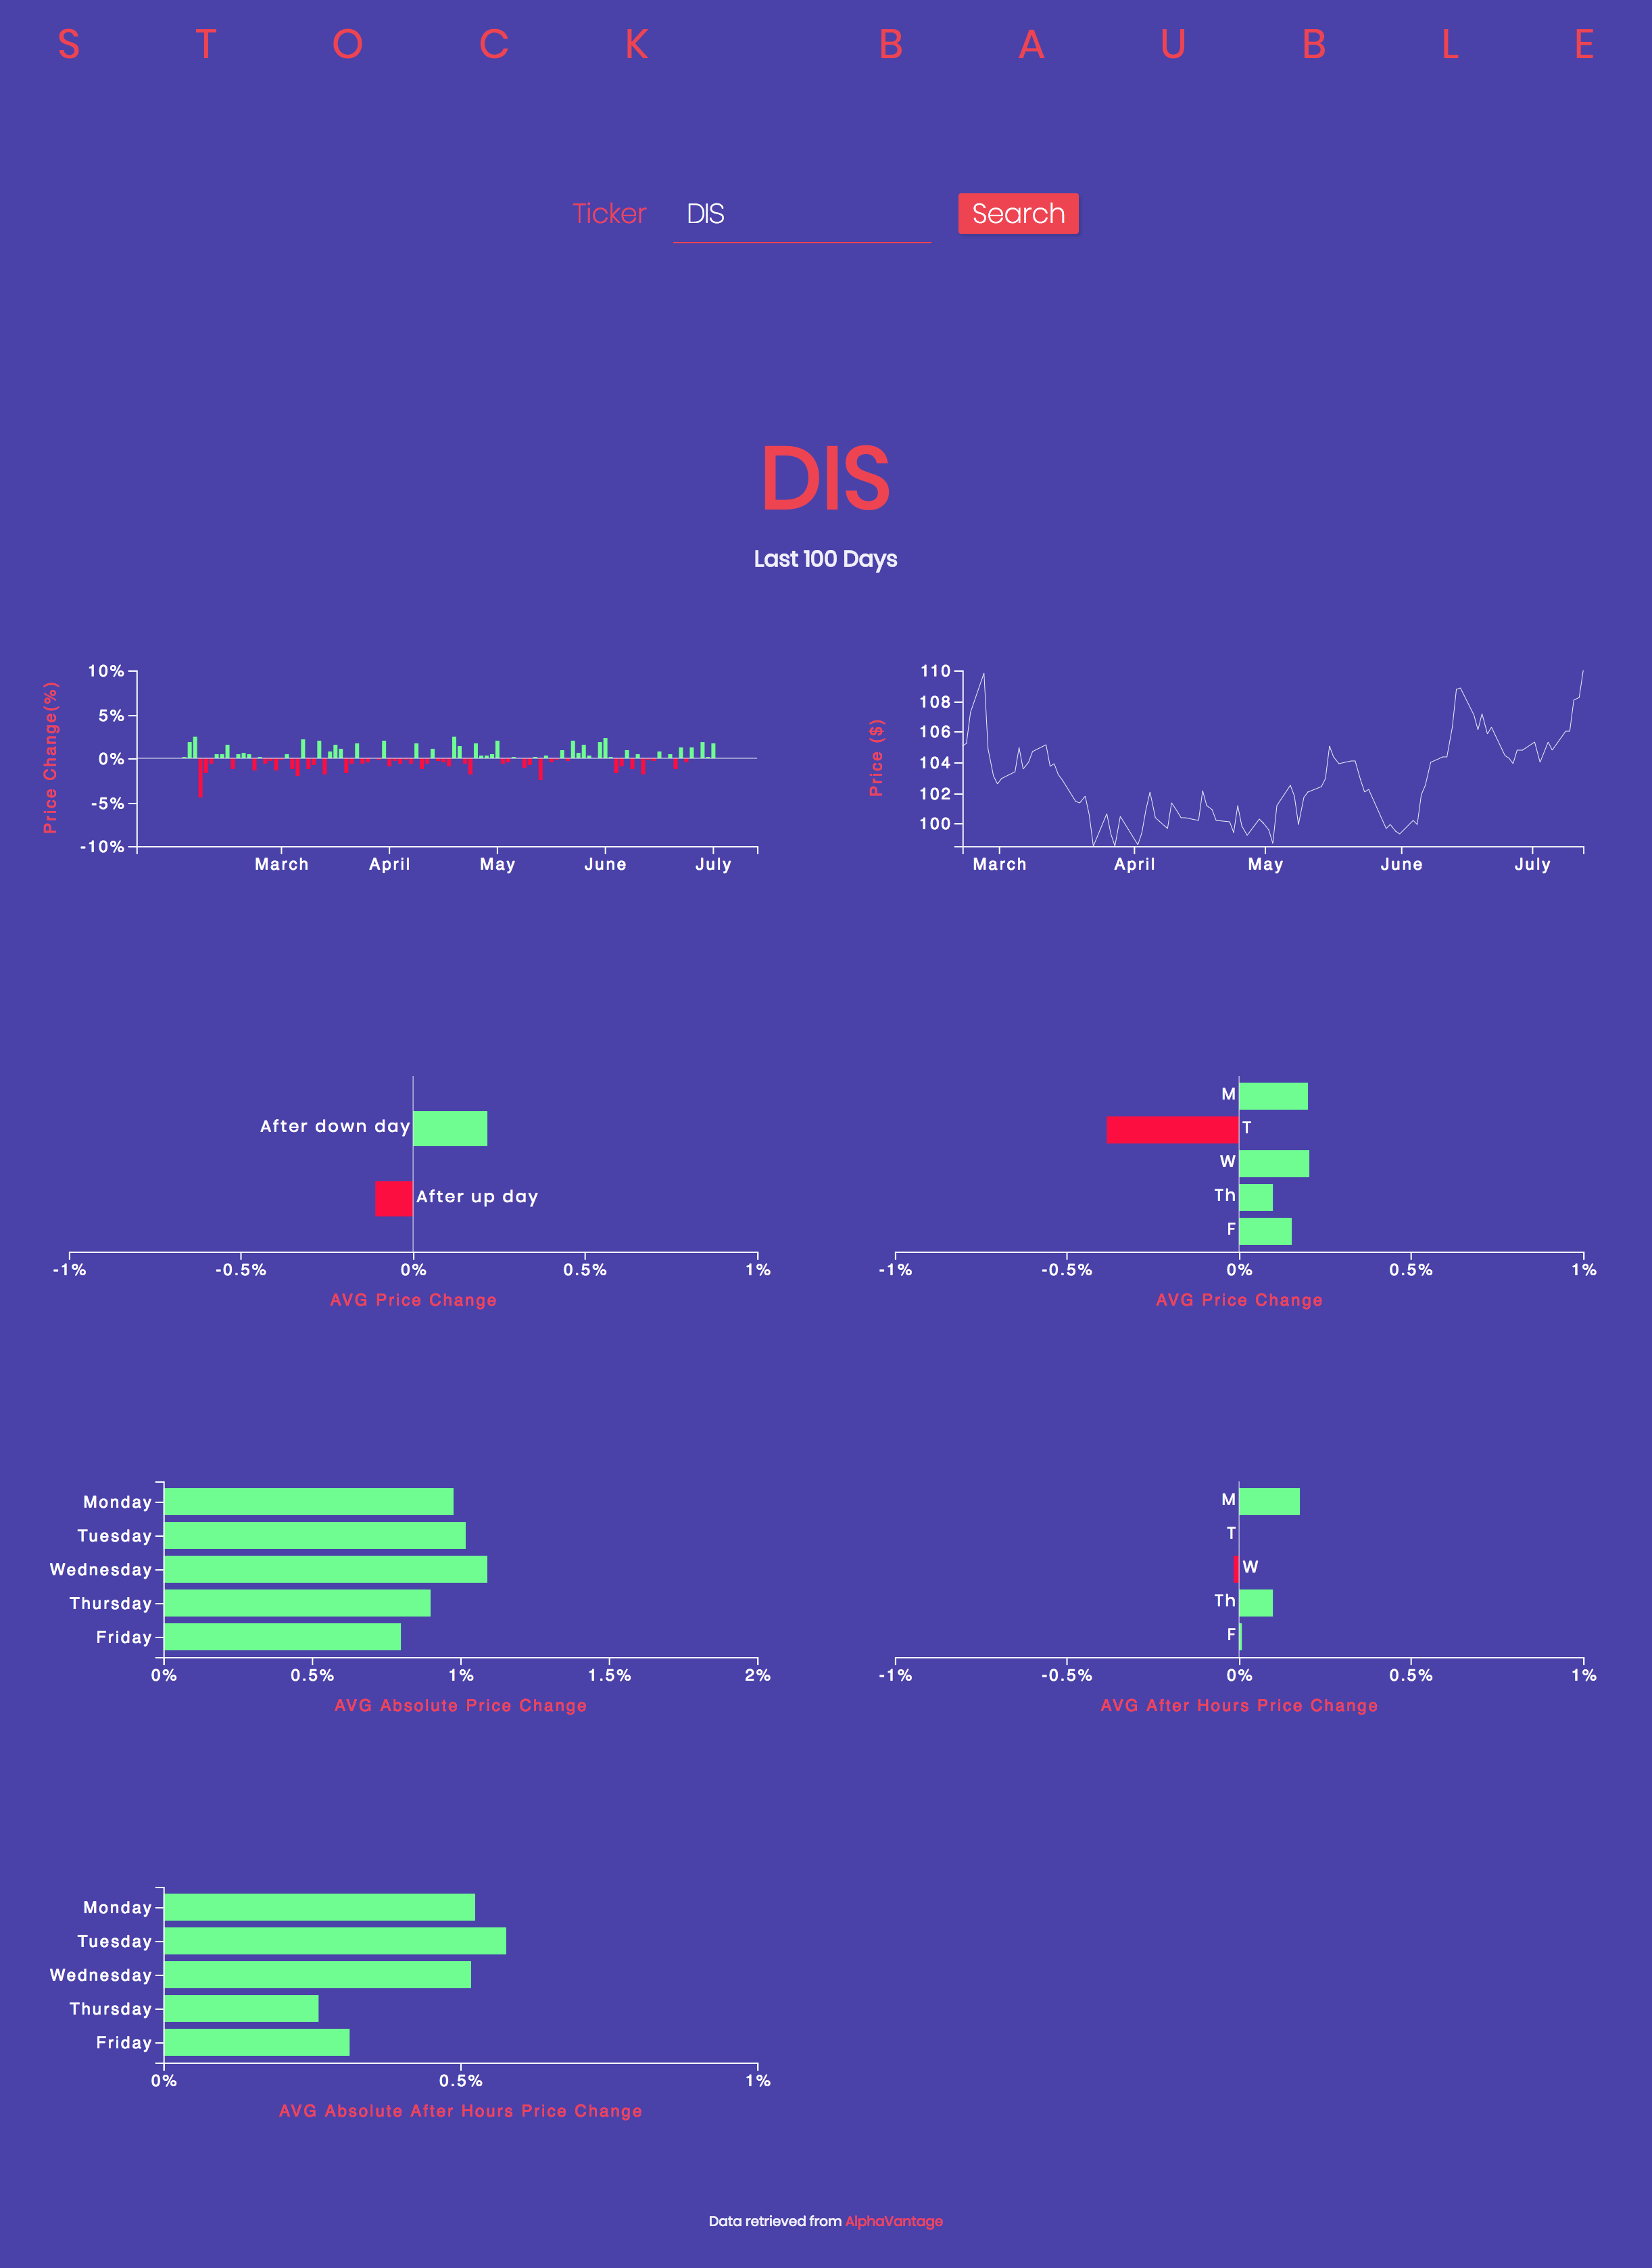 STOCK BAUBLE
Ticker DIS Search
DIS
Last 100 Days
Price Change(%)
10%
5%
0%
-5%
-10%
March April May June July
Price ($)
110
108
106
104
102
100
March April May June July
After down day
After up day
-1% -0.5% 0% 0.5% 1%
AVG Price Change
M
T
W
Th
F
-1% -0.5% 0% 0.5% 1%
AVG Price Change
Monday
Tuesday
Wednesday
Thursday
Friday
0% 0.5% 1% 1.5% 2%
AVG Absolute Price Change
M
T
W
Th
F
-1% -0.5% 0% 0.5% 1%
AVG After Hours Price Change
Monday
Tuesday
Wednesday
Thursday
Friday
0% 0.5% 1%
AVG Absolute After Hours Price Change
Data retrieved from AlphaVantage